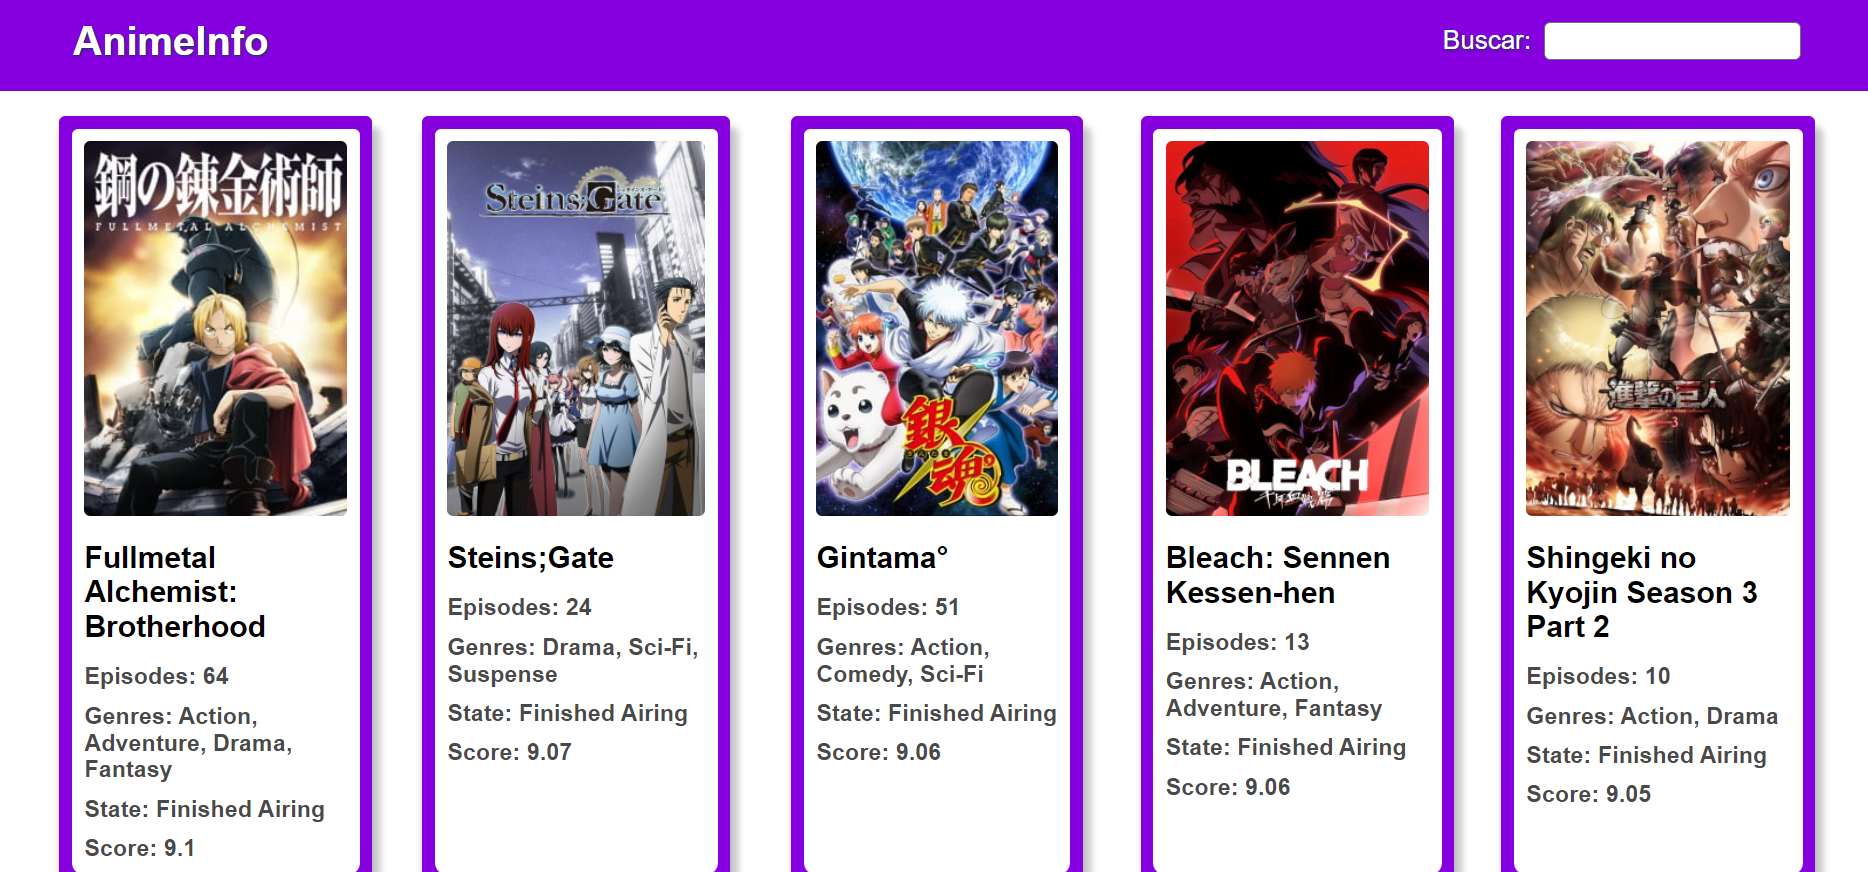 AnimeInfo
Buscar:
鋼の錬金術師
FULLMETAL ALCHEMIST
Fullmetal
Alchemist:
Brotherhood
Episodes: 64
Genres: Action,
Adventure, Drama,
Fantasy
State: Finished Airing
Score: 9.1
Steins;Gate
Steins;Gate
Episodes: 24
Genres: Drama, Sci-Fi,
Suspense
State: Finished Airing
Score: 9.07
銀魂°
Gintama°
Episodes: 51
Genres: Action,
Comedy, Sci-Fi
State: Finished Airing
Score: 9.06
BLEACH
千年血戦篇
Bleach: Sennen
Kessen-hen
Episodes: 13
Genres: Action,
Adventure, Fantasy
State: Finished Airing
Score: 9.06
進撃の巨人
3
Shingeki no
Kyojin Season 3
Part 2
Episodes: 10
Genres: Action, Drama
State: Finished Airing
Score: 9.05